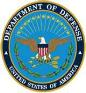 DEPARTMENT OF DEFENSE
UNITED STATES OF AMERICA